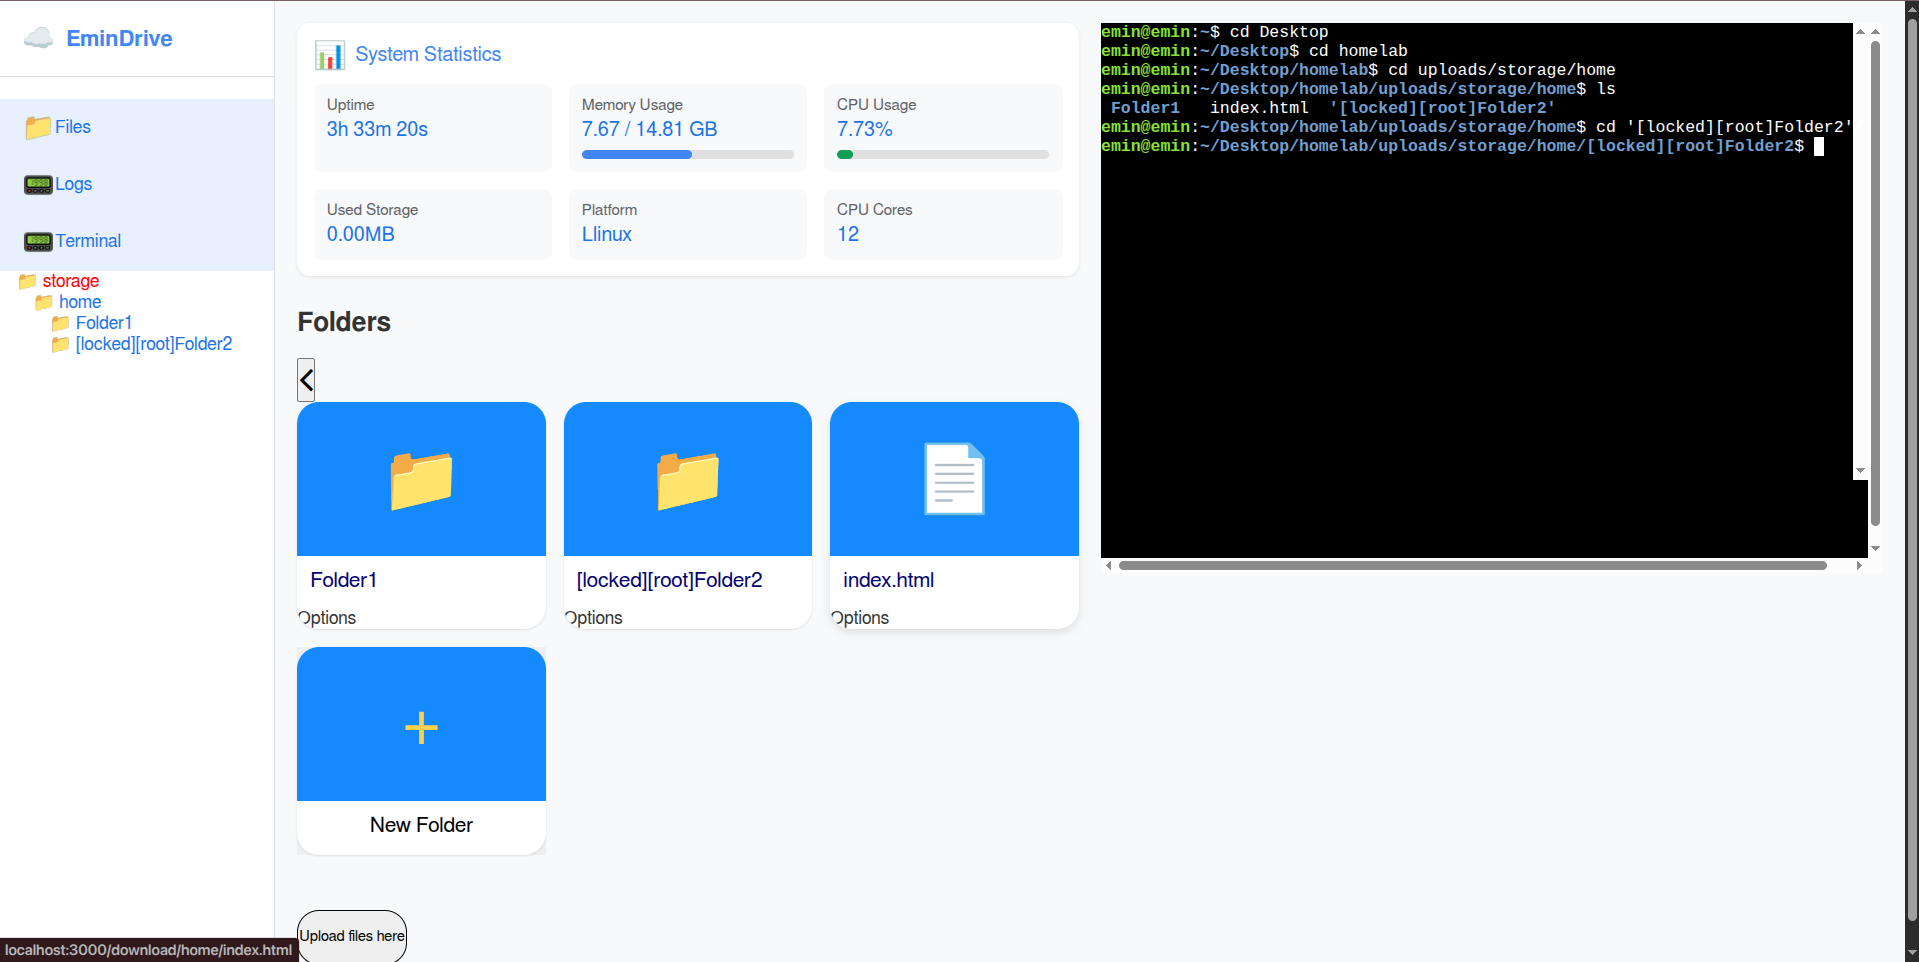 EminDrive
Files
Logs
Terminal
storage
home
Folder1
[locked][root]Folder2
System Statistics
Uptime
3h 33m 20s
Memory Usage
7.67 / 14.81 GB
CPU Usage
7.73%
Used Storage
0.00MB
Platform
Llinux
CPU Cores
12
Folders
Folder1
Options
[locked][root]Folder2
Options
index.html
Options
+
New Folder
Upload files here
emin@emin:~$ cd Desktop
emin@emin:~/Desktop$ cd homelab
emin@emin:~/Desktop/homelab$ cd uploads/storage/home
emin@emin:~/Desktop/homelab/uploads/storage/home$ ls
Folder1   index.html  '[locked][root]Folder2'
emin@emin:~/Desktop/homelab/uploads/storage/home$ cd '[locked][root]Folder2'
emin@emin:~/Desktop/homelab/uploads/storage/home/[locked][root]Folder2$
localhost:3000/download/home/index.html